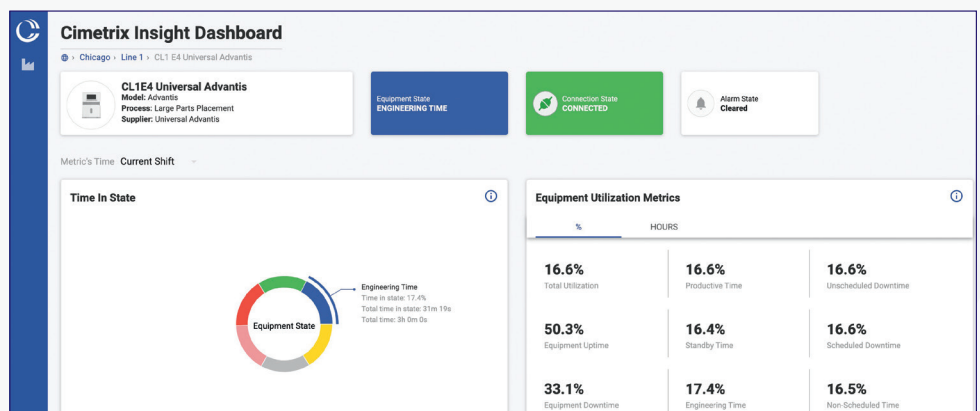 Cimetrix Insight Dashboard
Chicago › Line 1 › CL1 E4 Universal Advantis
CL1E4 Universal Advantis
Model: Advantis
Process: Large Parts Placement
Supplier: Universal Advantis
Equipment State
ENGINEERING TIME
Connection State
CONNECTED
Alarm State
Cleared
Metric's Time Current Shift
Time In State
Equipment State
Engineering Time
Time in state: 17.4%
Total time in state: 31m 19s
Total time: 3h 0m 0s
Equipment Utilization Metrics
% HOURS
16.6% 16.6% 16.6%
Total Utilization Productive Time Unscheduled Downtime
50.3% 16.4% 16.6%
Equipment Uptime Standby Time Scheduled Downtime
33.1% 17.4% 16.5%
Equipment Downtime Engineering Time Non-Scheduled Time